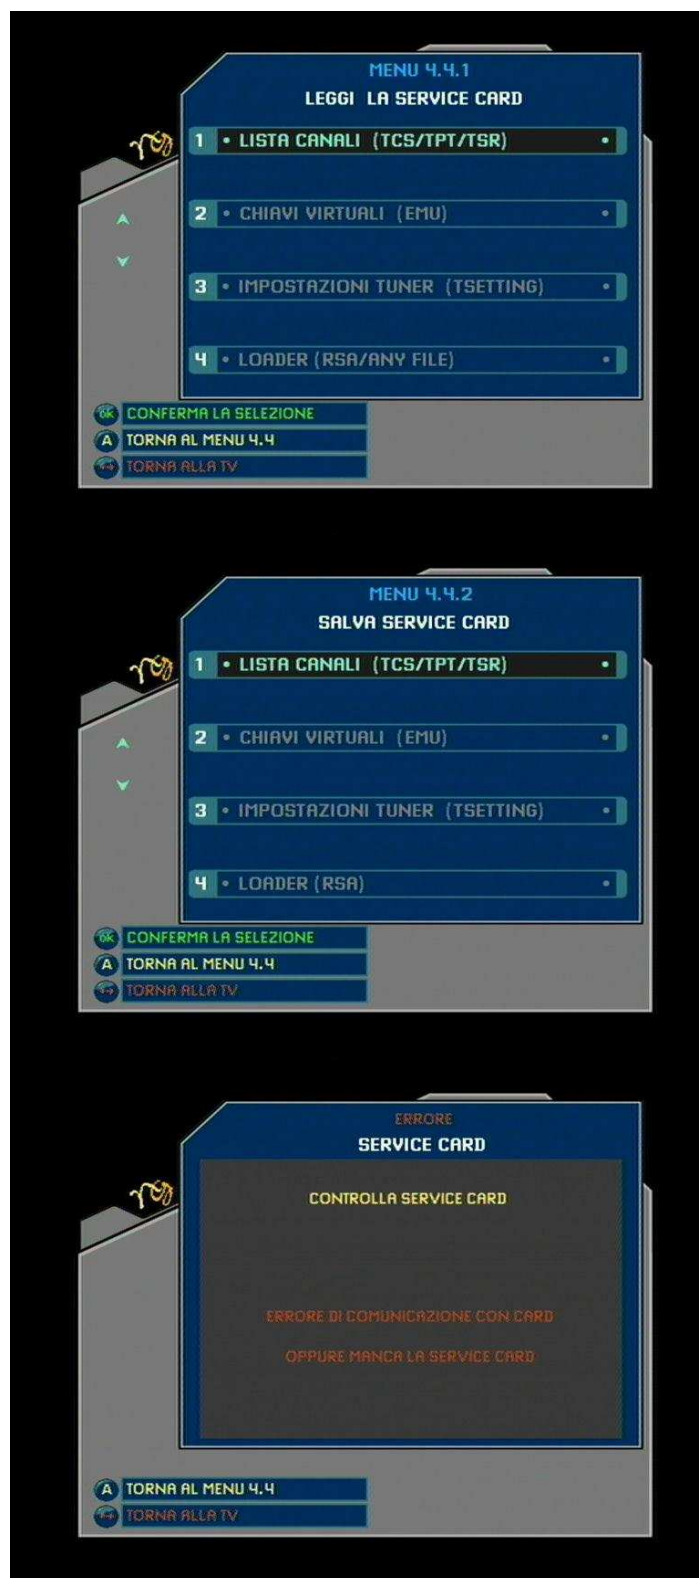 MENU 4.4.1
LEGGI LA SERVICE CARD
1 • LISTA CANALI (TCS/TPT/TSR) •
2 • CHIAVI VIRTUALI (EMU) •
3 • IMPOSTAZIONI TUNER (TSETTING) •
4 • LOADER (RSA/ANY FILE) •
OK CONFERMA LA SELEZIONE
A TORNA AL MENU 4.4
TORNA ALLA TV
MENU 4.4.2
SALVA SERVICE CARD
1 • LISTA CANALI (TCS/TPT/TSR) •
2 • CHIAVI VIRTUALI (EMU) •
3 • IMPOSTAZIONI TUNER (TSETTING) •
4 • LOADER (RSA) •
OK CONFERMA LA SELEZIONE
A TORNA AL MENU 4.4
TORNA ALLA TV
ERRORE
SERVICE CARD
CONTROLLA SERVICE CARD
ERRORE DI COMUNICAZIONE CON CARD
OPPURE MANCA LA SERVICE CARD
A TORNA AL MENU 4.4
TORNA ALLA TV